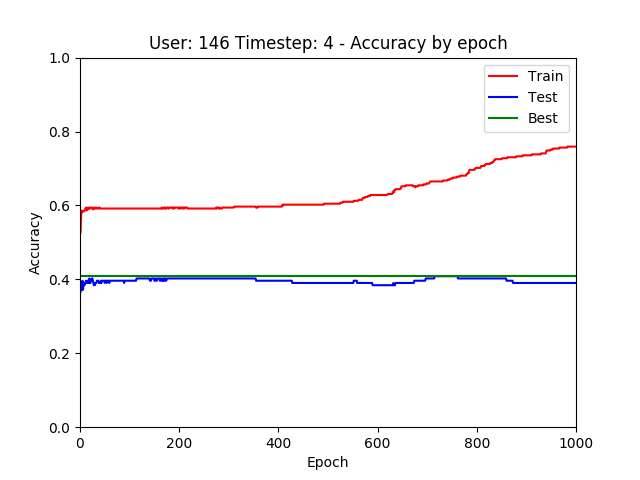 User: 146 Timestep: 4 - Accuracy by epoch
1.0
0.8
0.6
0.4
0.2
0.0
Accuracy
Train
Test
Best
0 200 400 600 800 1000
Epoch